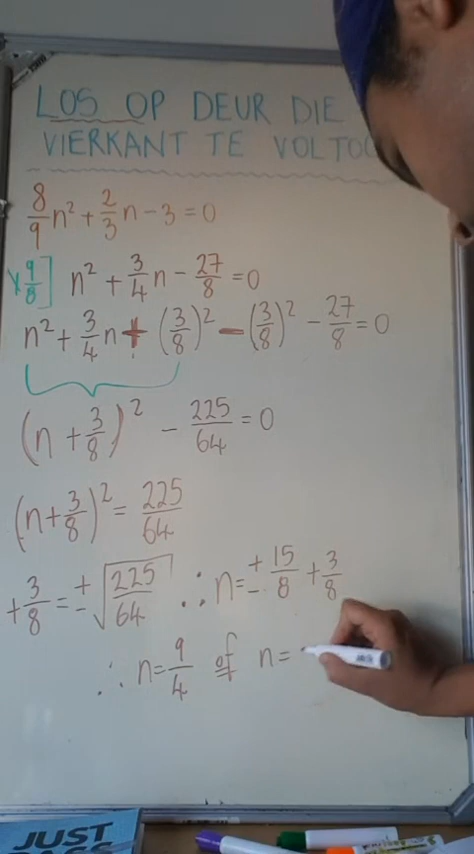 LOS OP DEUR DIE
VIERKANT TE VOLTOO
8/9 n² + 2/3 n - 3 = 0
× 9/8] n² + 3/4 n - 27/8 = 0
n² + 3/4 n + (3/8)² - (3/8)² - 27/8 = 0
(n + 3/8)² - 225/64 = 0
(n + 3/8)² = 225/64
+ 3/8 = ± √225/64 ∴ n = ± 15/8 + 3/8
∴ n = 9/4 of n = -
JUST